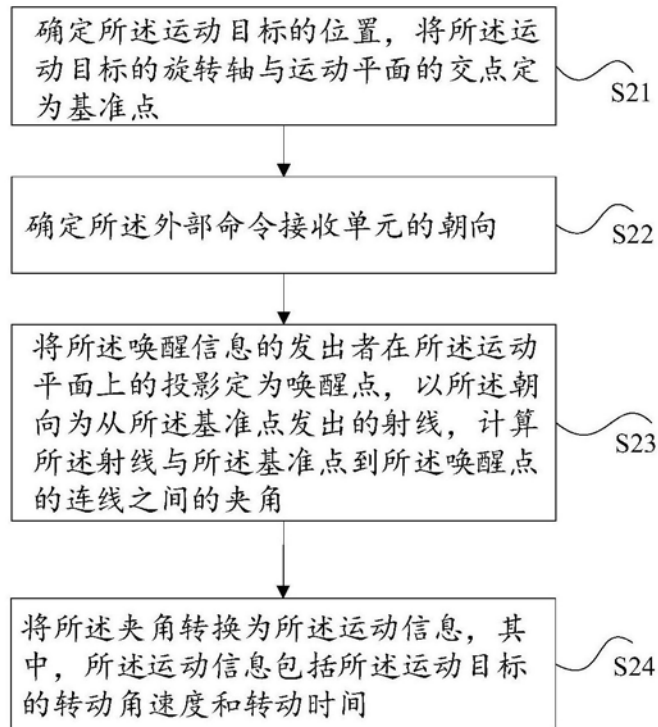 确定所述运动目标的位置，将所述运
动目标的旋转轴与运动平面的交点定
为基准点
S21
确定所述外部命令接收单元的朝向
S22
将所述唤醒信息的发出者在所述运动
平面上的投影定为唤醒点，以所述朝
向为从所述基准点发出的射线，计算
所述射线与所述基准点到所述唤醒点
的连线之间的夹角
S23
将所述夹角转换为所述运动信息，其
中，所述运动信息包括所述运动目标
的转动角速度和转动时间
S24